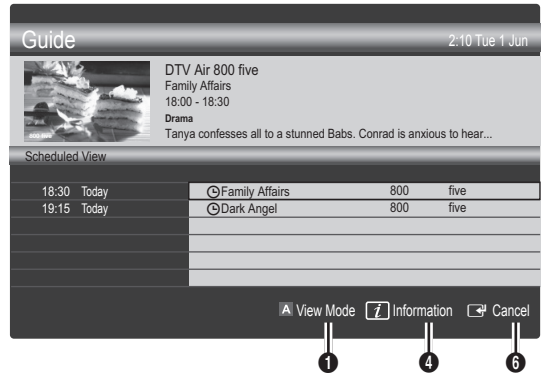 Guide 2:10 Tue 1 Jun
DTV Air 800 five
Family Affairs
18:00 - 18:30
Drama
Tanya confesses all to a stunned Babs. Conrad is anxious to hear...
800 five
Scheduled View
18:30 Today Family Affairs 800 five
19:15 Today Dark Angel 800 five
A View Mode i Information Cancel
1 4 6